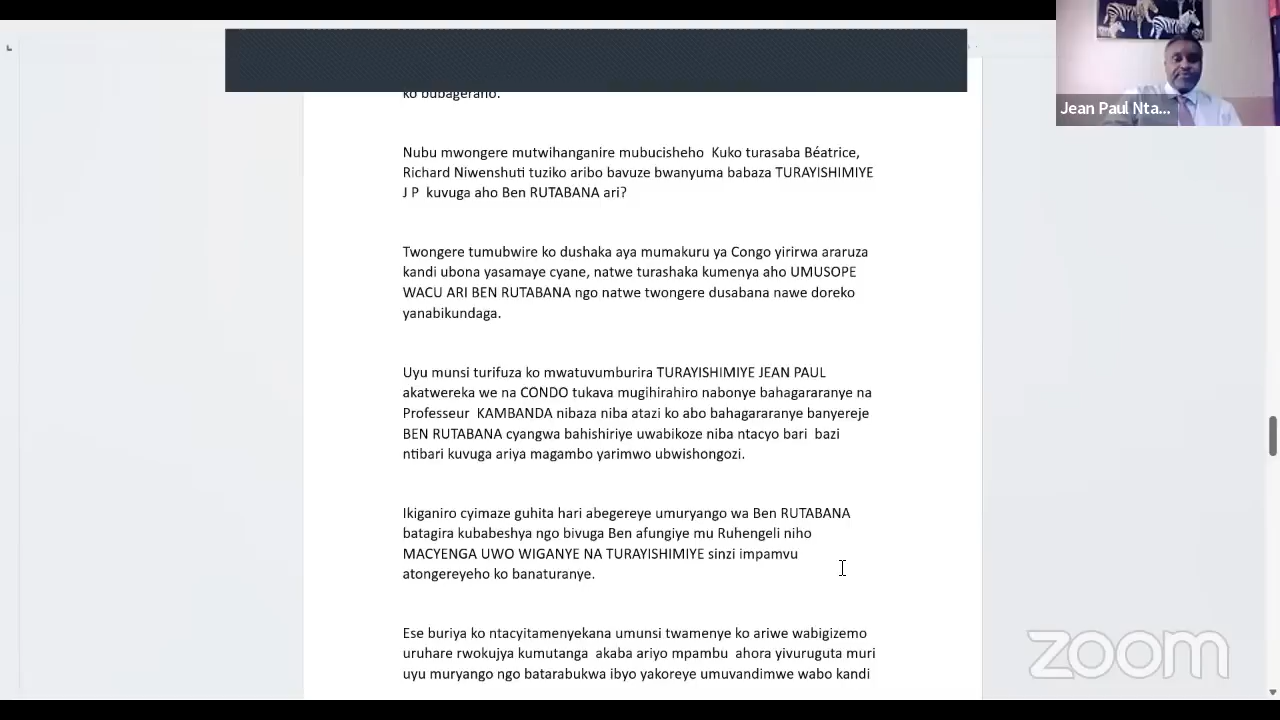 ko bubagerano.
Nubu mwongere mutwihanganire mubucisheho  Kuko turasaba Béatrice,
Richard Niwenshuti tuziko aribo bavuze bwanyuma babaza TURAYISHIMIYE
J P  kuvuga aho Ben RUTABANA ari?
Twongere tumubwire ko dushaka aya mumakuru ya Congo yirirwa araruza
kandi ubona yasamaye cyane, natwe turashaka kumenya aho UMUSOPE
WACU ARI BEN RUTABANA ngo natwe twongere dusabana nawe doreko
yanabikundaga.
Uyu munsi turifuza ko mwatuvumburira TURAYISHIMIYE JEAN PAUL
akatwereka we na CONDO tukava mugihirahiro nabonye bahagararanye na
Professeur  KAMBANDA nibaza niba atazi ko abo bahagararanye banyereje
BEN RUTABANA cyangwa bahishiriye uwabikoze niba ntacyo bari  bazi
ntibari kuvuga ariya magambo yarimwo ubwishongozi.
Ikiganiro cyimaze guhita hari abegereye umuryango wa Ben RUTABANA
batagira kubabeshya ngo bivuga Ben afungiye mu Ruhengeli niho
MACYENGA UWO WIGANYE NA TURAYISHIMIYE sinzi impamvu
atongereyeho ko banaturanye.
Ese buriya ko ntacyitamenyekana umunsi twamenye ko ariwe wabigizemo
uruhare rwokujya kumutanga  akaba ariyo mpambu  ahora yivuruguta muri
uyu muryango ngo batarabukwa ibyo yakoreye umuvandimwe wabo kandi
Jean Paul Nta...
zoom